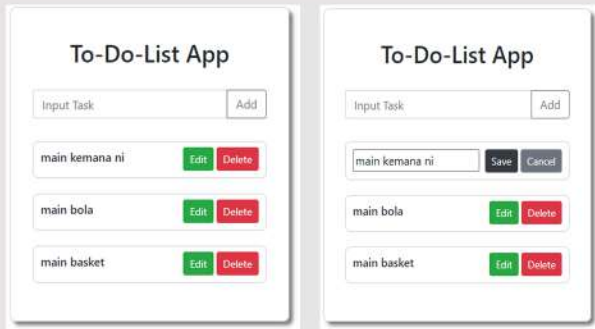 To-Do-List App
Input Task Add
main kemana ni Edit Delete
main bola Edit Delete
main basket Edit Delete
To-Do-List App
Input Task Add
main kemana ni Save Cancel
main bola Edit Delete
main basket Edit Delete